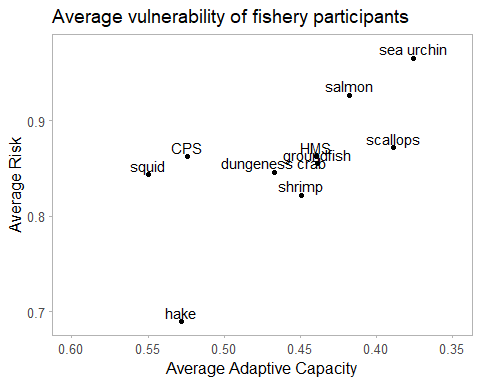 Average vulnerability of fishery participants
sea urchin
salmon
0.9
scallops
CPS
HMS
groundfish
squid
dungeness crab
shrimp
0.8
hake
0.7
Average Risk
0.60 0.55 0.50 0.45 0.40 0.35
Average Adaptive Capacity